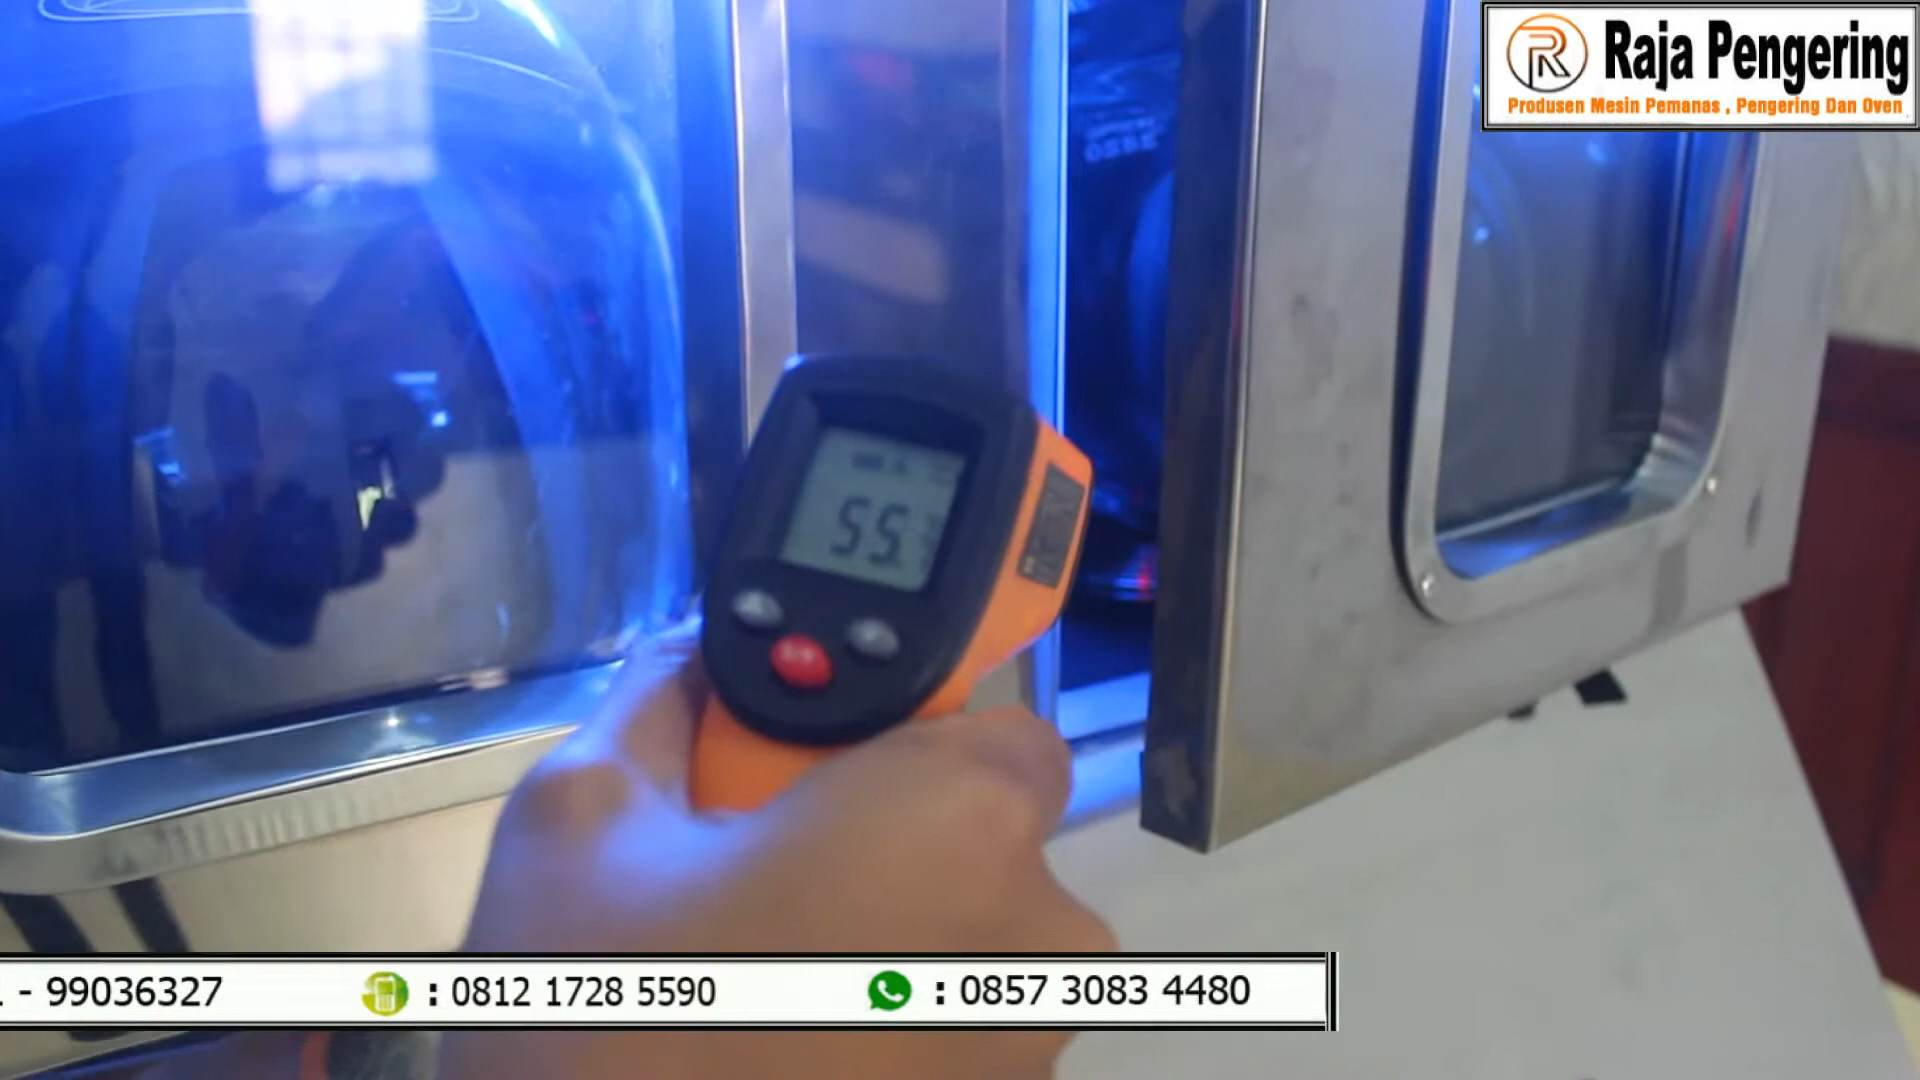 Raja Pengering
Produsen Mesin Pemanas , Pengering Dan Oven
55.
- 99036327
: 0812 1728 5590
: 0857 3083 4480